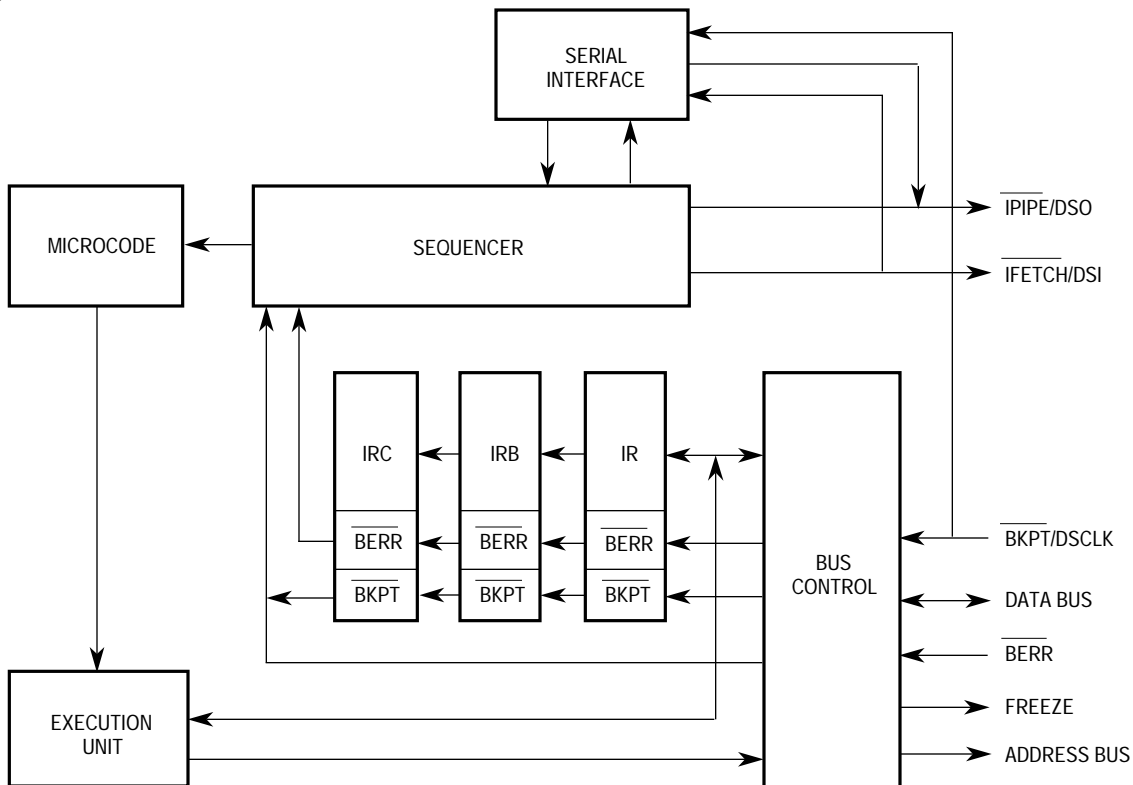 SERIAL
INTERFACE
MICROCODE
SEQUENCER
IPIPE/DSO
IFETCH/DSI
IRC
IRB
IR
BERR
BERR
BERR
BKPT
BKPT
BKPT
BUS
CONTROL
BKPT/DSCLK
DATA BUS
BERR
FREEZE
ADDRESS BUS
EXECUTION
UNIT